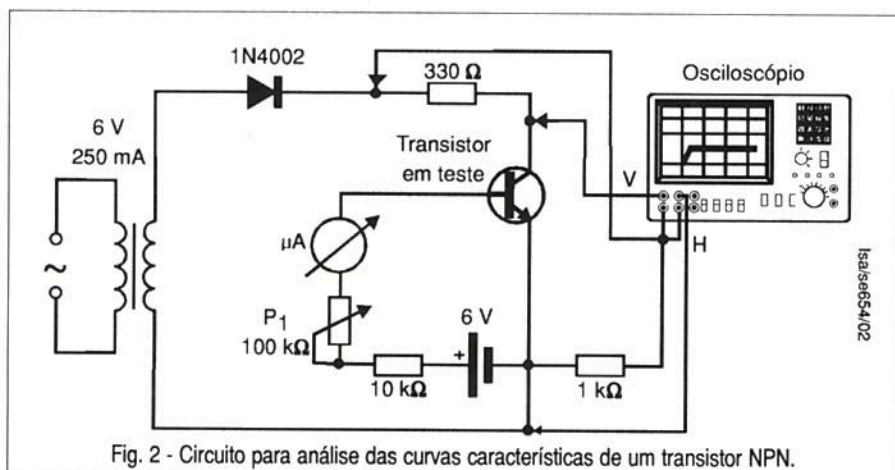 1N4002
330 Ω
Osciloscópio
6 V
250 mA
Transistor
em teste
V
µA
H
P1
100 kΩ
6 V
+
10 kΩ
1 kΩ
~
Isa/se654/02
Fig. 2 - Circuito para análise das curvas características de um transistor NPN.